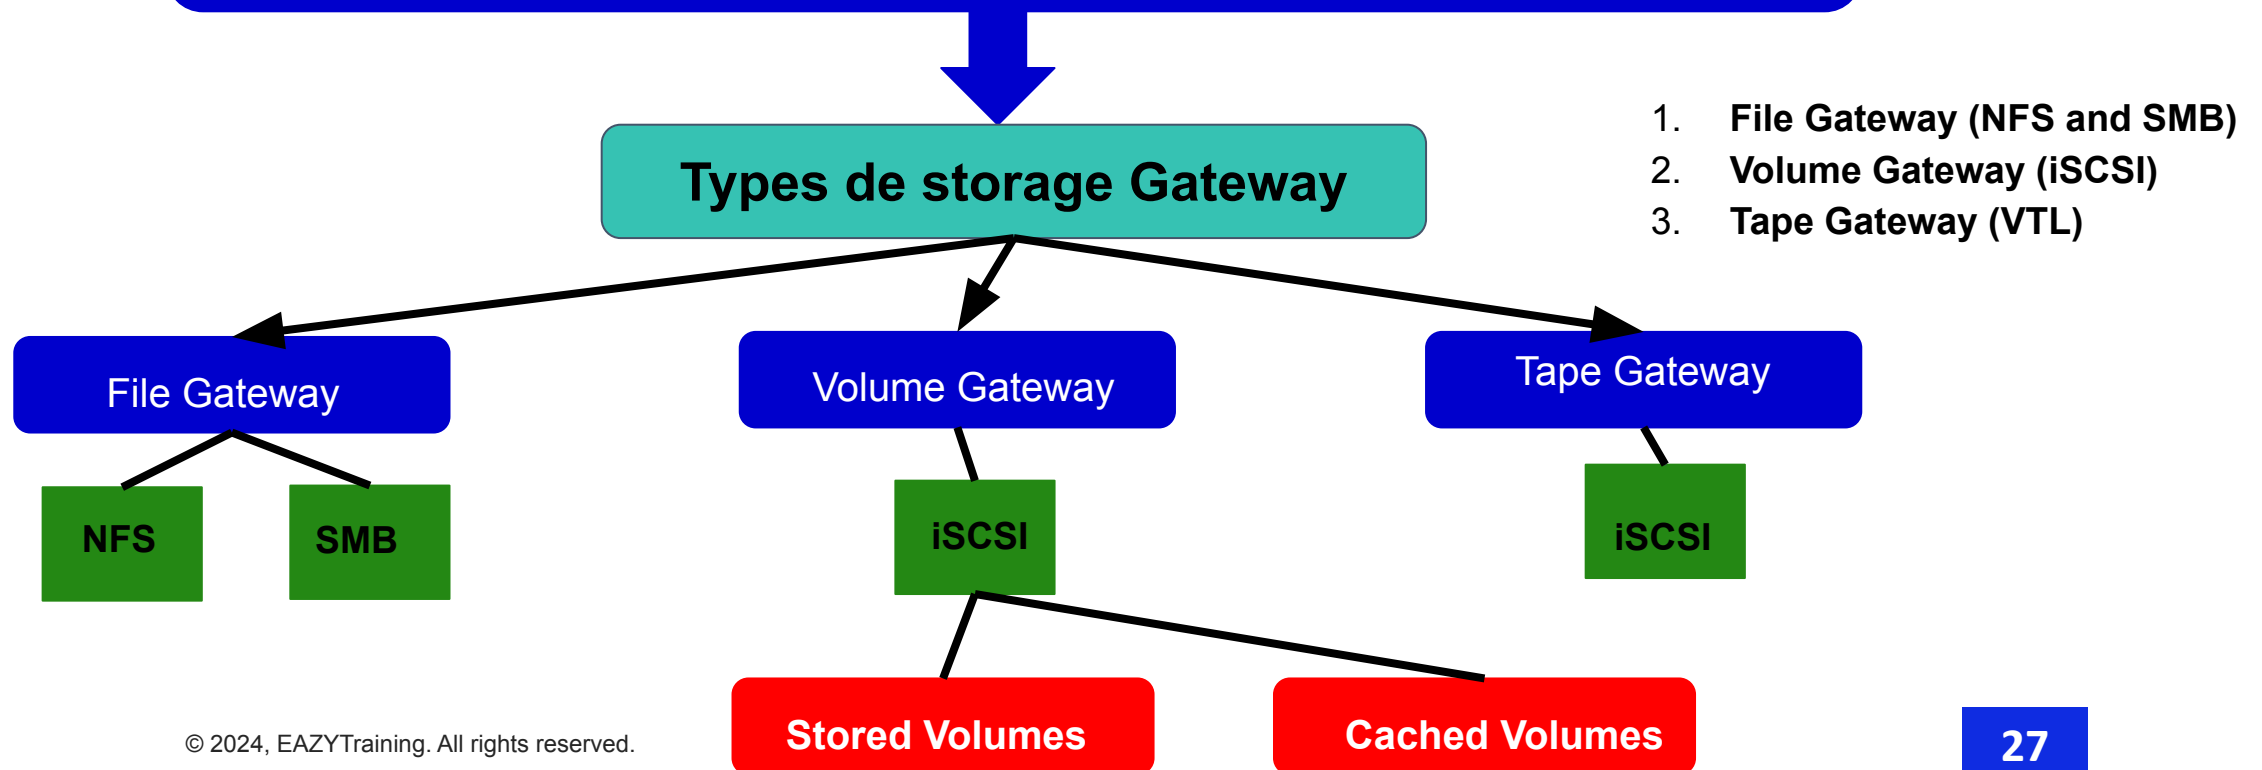 Types de storage Gateway
1. File Gateway (NFS and SMB)
2. Volume Gateway (iSCSI)
3. Tape Gateway (VTL)
File Gateway
Volume Gateway
Tape Gateway
NFS
SMB
iSCSI
iSCSI
Stored Volumes
Cached Volumes
© 2024, EAZYTraining. All rights reserved.
27